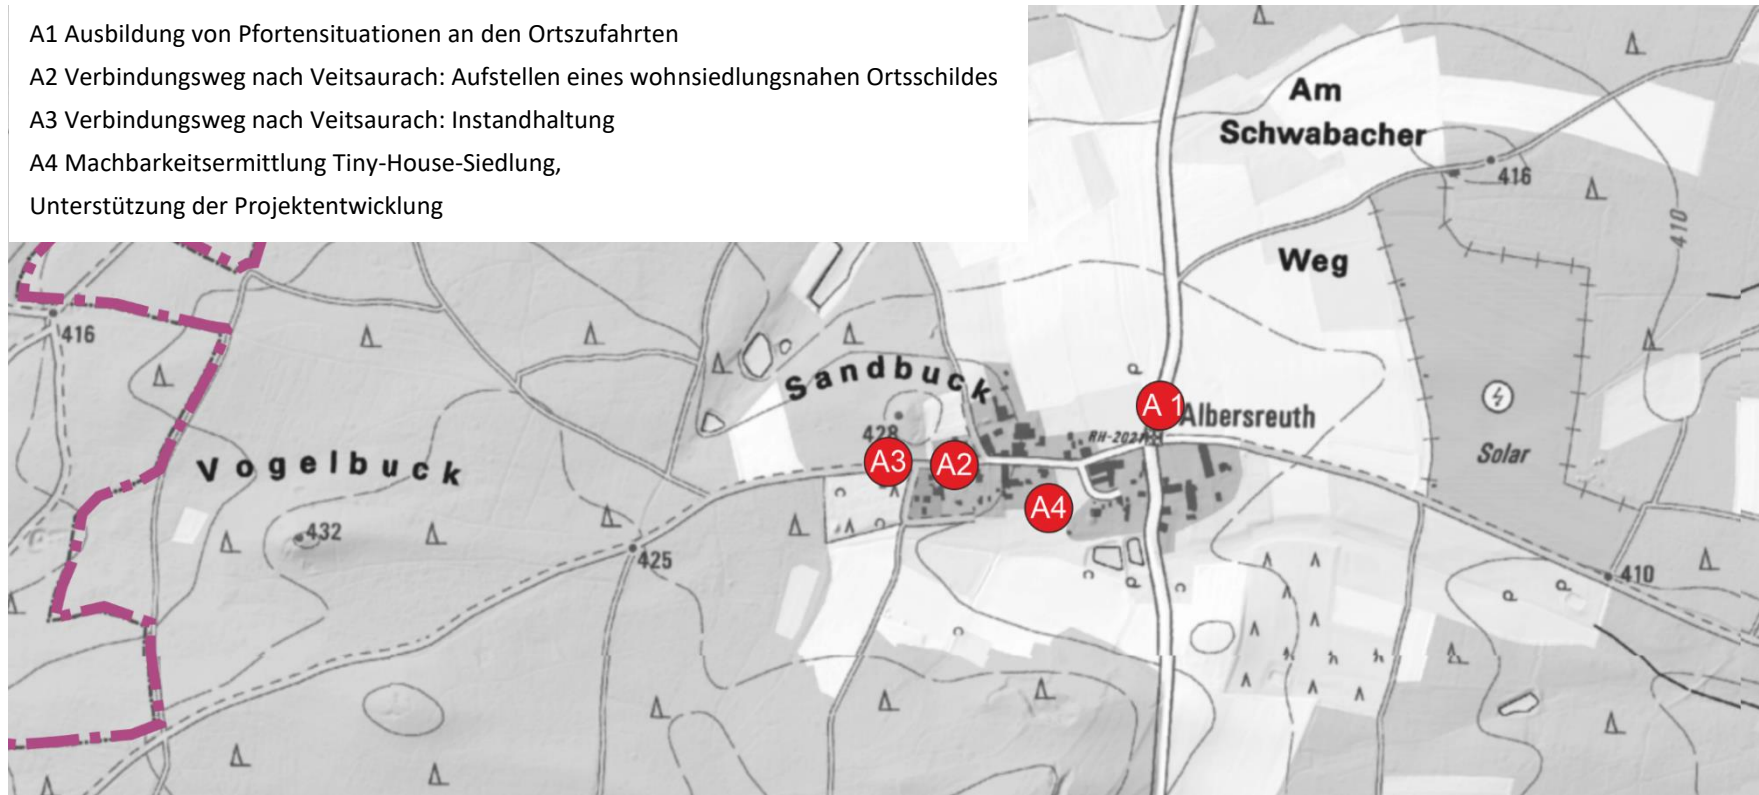 A1 Ausbildung von Pfortensituationen an den Ortszufahrten
A2 Verbindungsweg nach Veitsaurach: Aufstellen eines wohnsiedlungsnahen Ortsschildes
A3 Verbindungsweg nach Veitsaurach: Instandhaltung
A4 Machbarkeitsermittlung Tiny-House-Siedlung,
Unterstützung der Projektentwicklung
Am
Schwabacher
416
410
Weg
416
Sandbuck
A 1
Albersreuth
428
Solar
A3
A2
Vogelbuck
A4
432
425
410